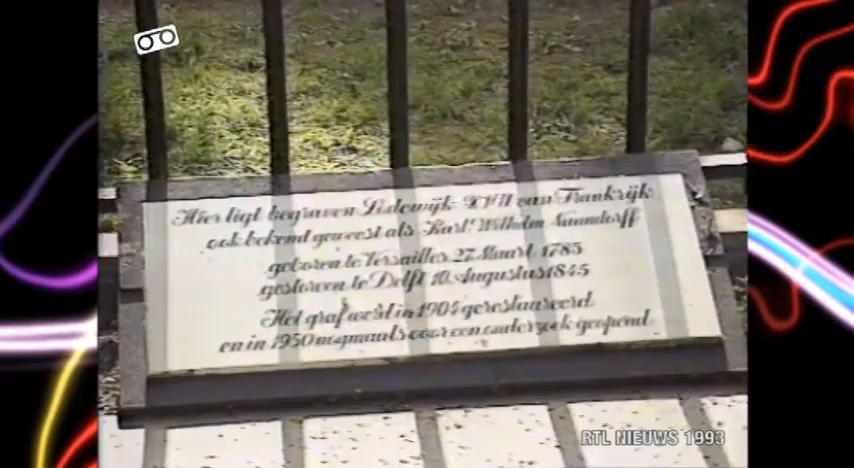 Hier ligt begraven Lodewijk XVII van Frankrijk
ook bekend geweest als Karl Wilhelm Naundorff
geboren te Versailles 27 Maart 1785
gestorven te Delft 10 Augustus 1845
Het graf werd in 1904 gerestaureerd
en in 1950 nogmaals voor een onderzoek geopend
RTL NIEUWS 1993